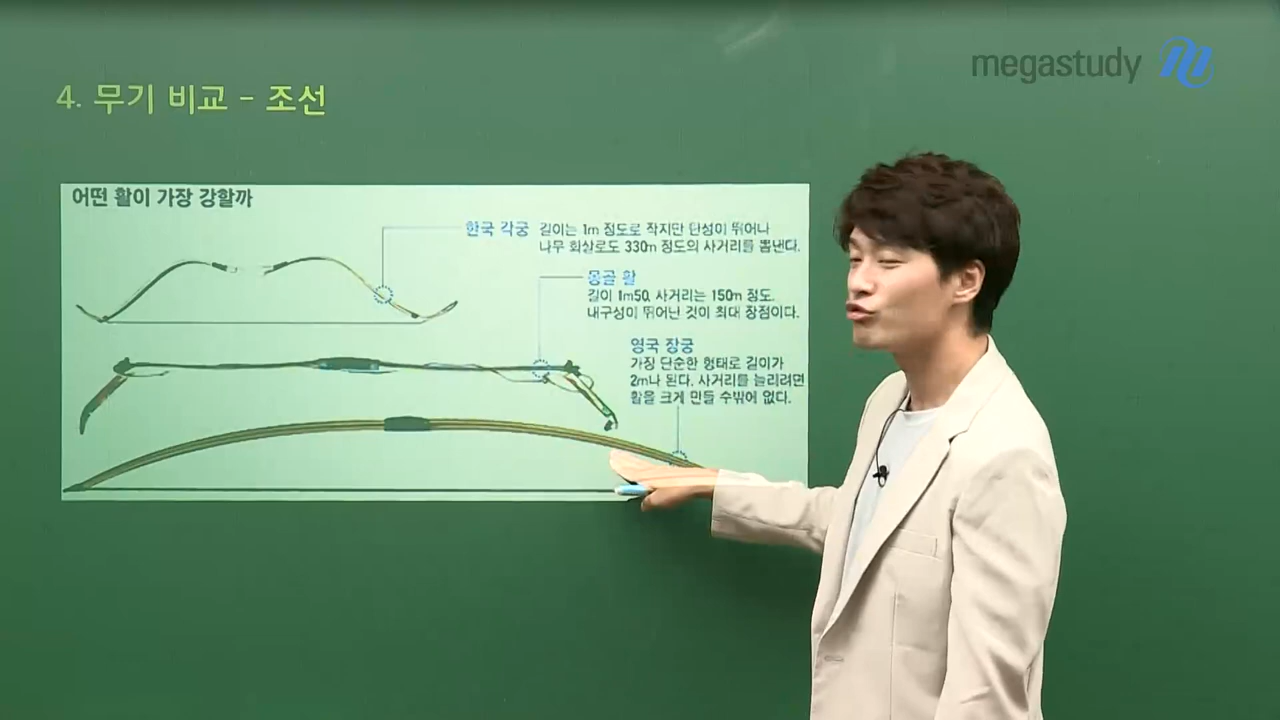 megastudy
4. 무기 비교 - 조선
어떤 활이 가장 강할까
한국 각궁
길이는 1m 정도로 작지만 탄성이 뛰어나
나무 화살로도 330m 정도의 사거리를 뽑낸다.
몽골 활
길이 1m50, 사거리는 150m 정도.
내구성이 뛰어난 것이 최대 장점이다.
영국 장궁
가장 단순한 형태로 길이가
2m나 된다. 사거리를 늘리려면
활을 크게 만들 수밖에 없다.